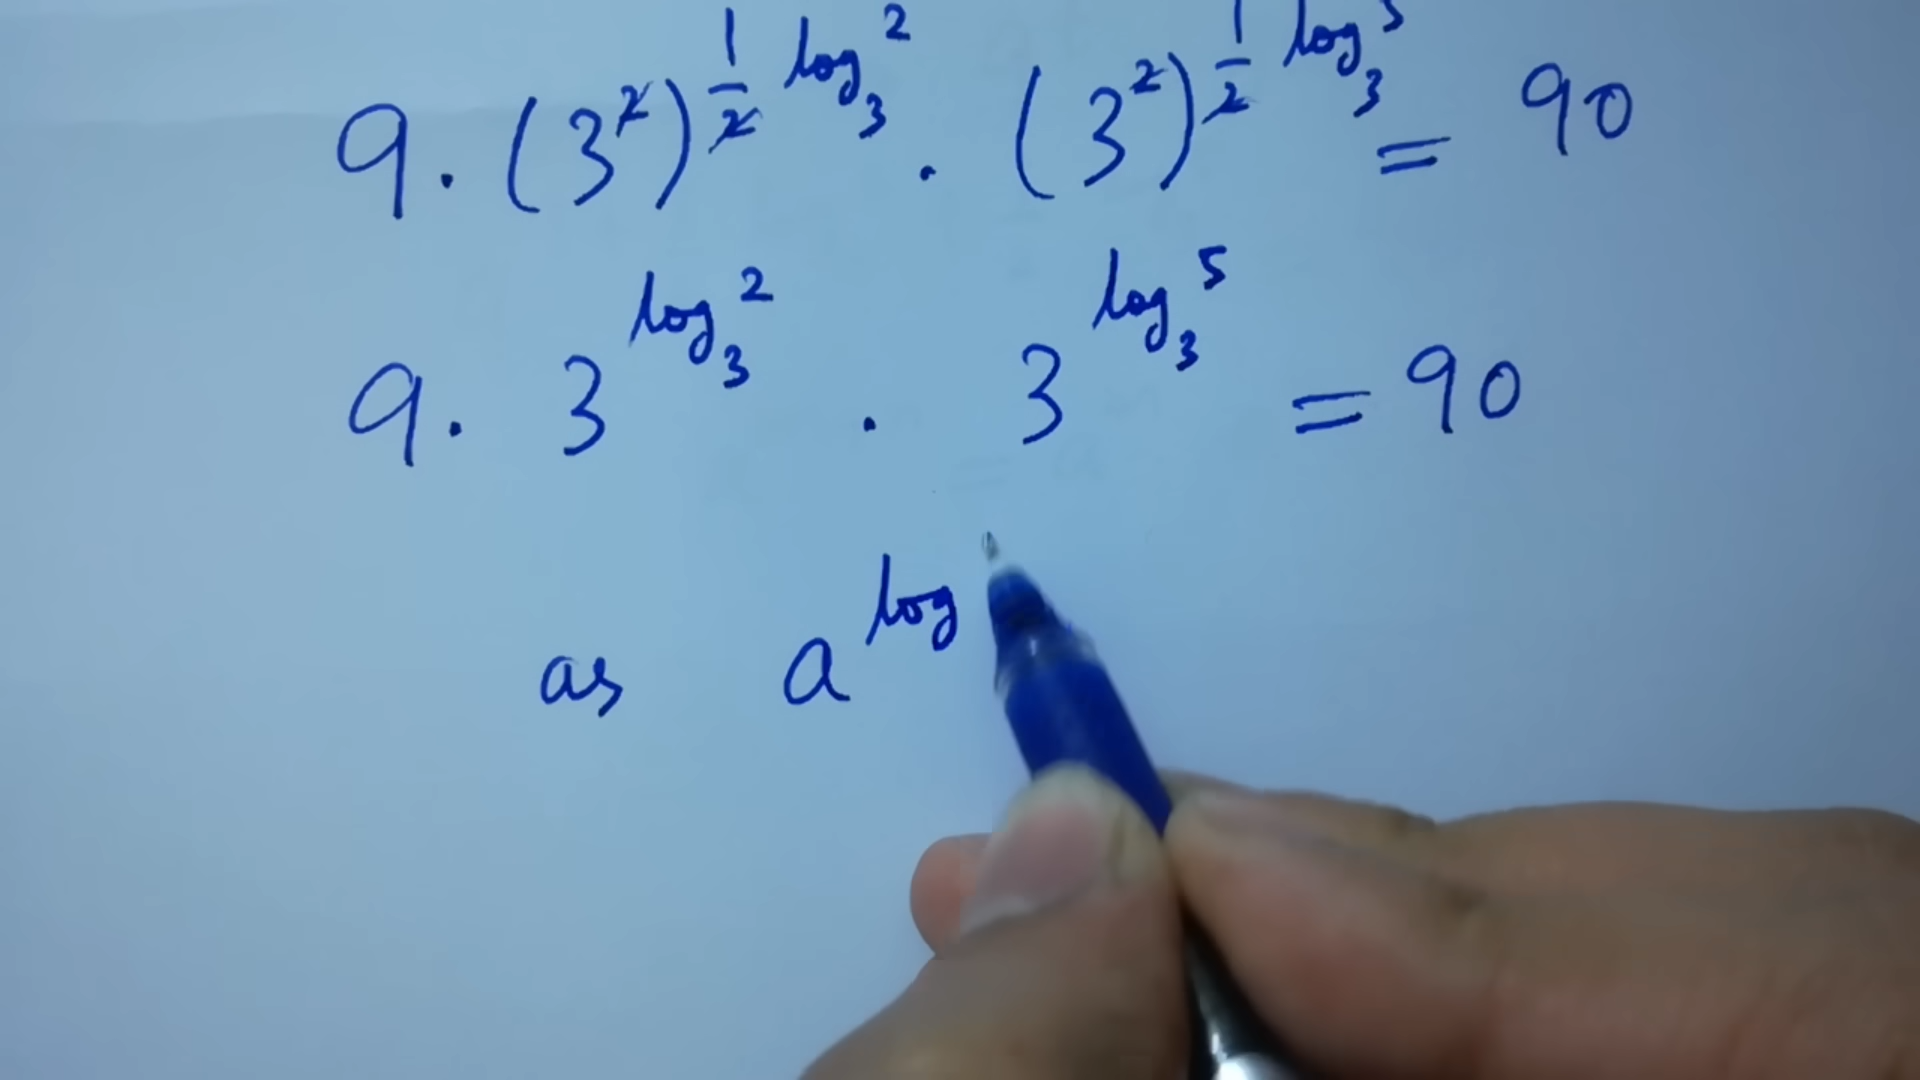 9 · (3²)^(1/2 log₃ 2) · (3²)^(1/2 log₃ 5) = 90
9 · 3^(log₃ 2) · 3^(log₃ 5) = 90
as a^log